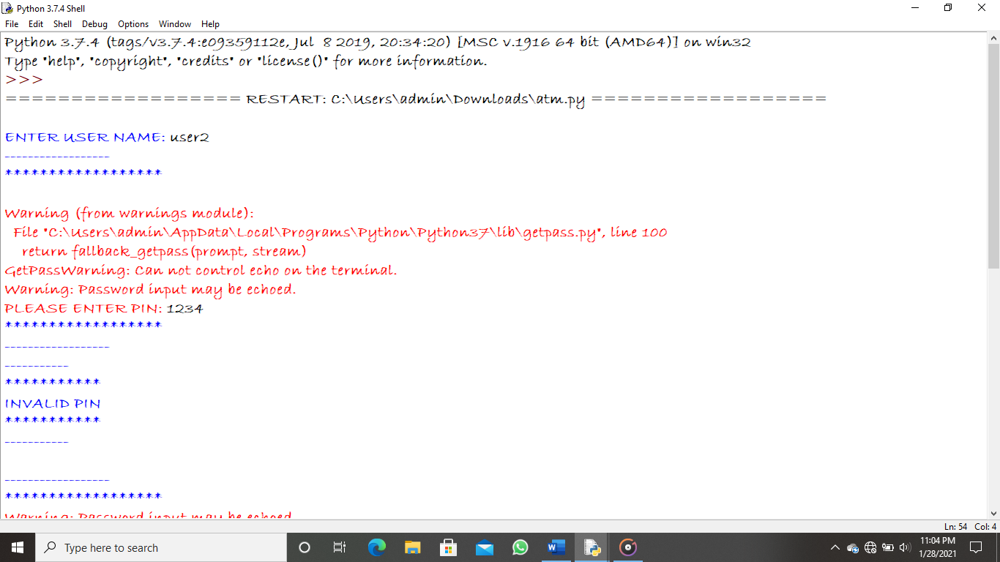 Python 3.7.4 Shell
File Edit Shell Debug Options Window Help
Python 3.7.4 (tags/v3.7.4:e09359112e, Jul  8 2019, 20:34:20) [MSC v.1916 64 bit (AMD64)] on win32
Type "help", "copyright", "credits" or "license()" for more information.
>>>
=================== RESTART: C:\Users\admin\Downloads\atm.py ===================
ENTER USER NAME: user2
------------------
******************
Warning (from warnings module):
File "C:\Users\admin\AppData\Local\Programs\Python\Python37\lib\getpass.py", line 100
return fallback_getpass(prompt, stream)
GetPassWarning: Can not control echo on the terminal.
Warning: Password input may be echoed.
PLEASE ENTER PIN: 1234
******************
------------------
-----------
***********
INVALID PIN
***********
-----------
------------------
******************
Warning: Password input may be echoed.
Ln: 54 Col: 4
Type here to search
11:04 PM
1/28/2021